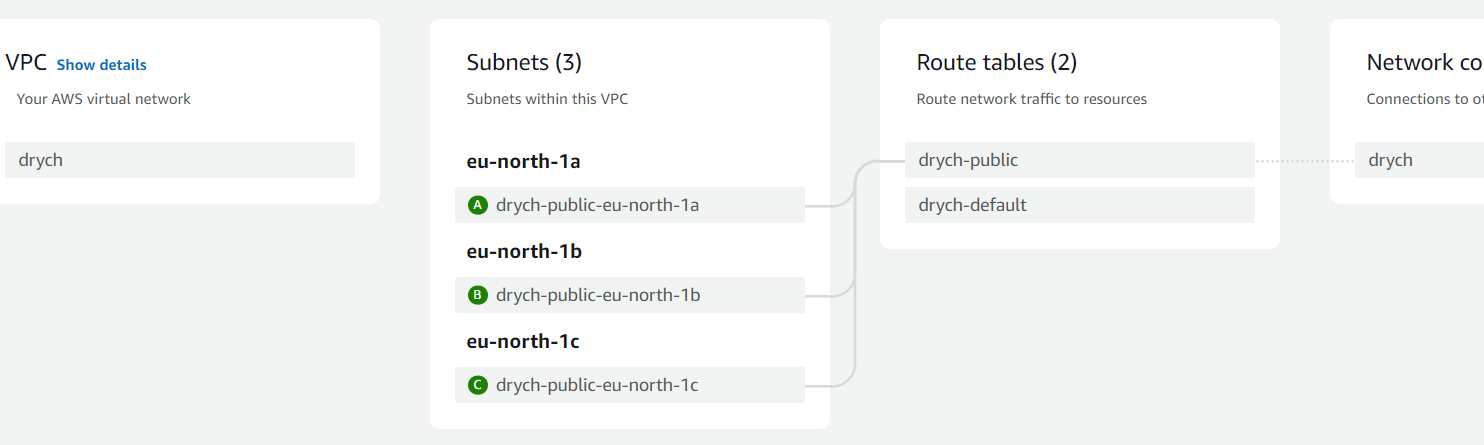 VPC Show details
Your AWS virtual network
drych
Subnets (3)
Subnets within this VPC
eu-north-1a
A drych-public-eu-north-1a
eu-north-1b
B drych-public-eu-north-1b
eu-north-1c
C drych-public-eu-north-1c
Route tables (2)
Route network traffic to resources
drych-public
drych-default
Network co
Connections to ot
drych